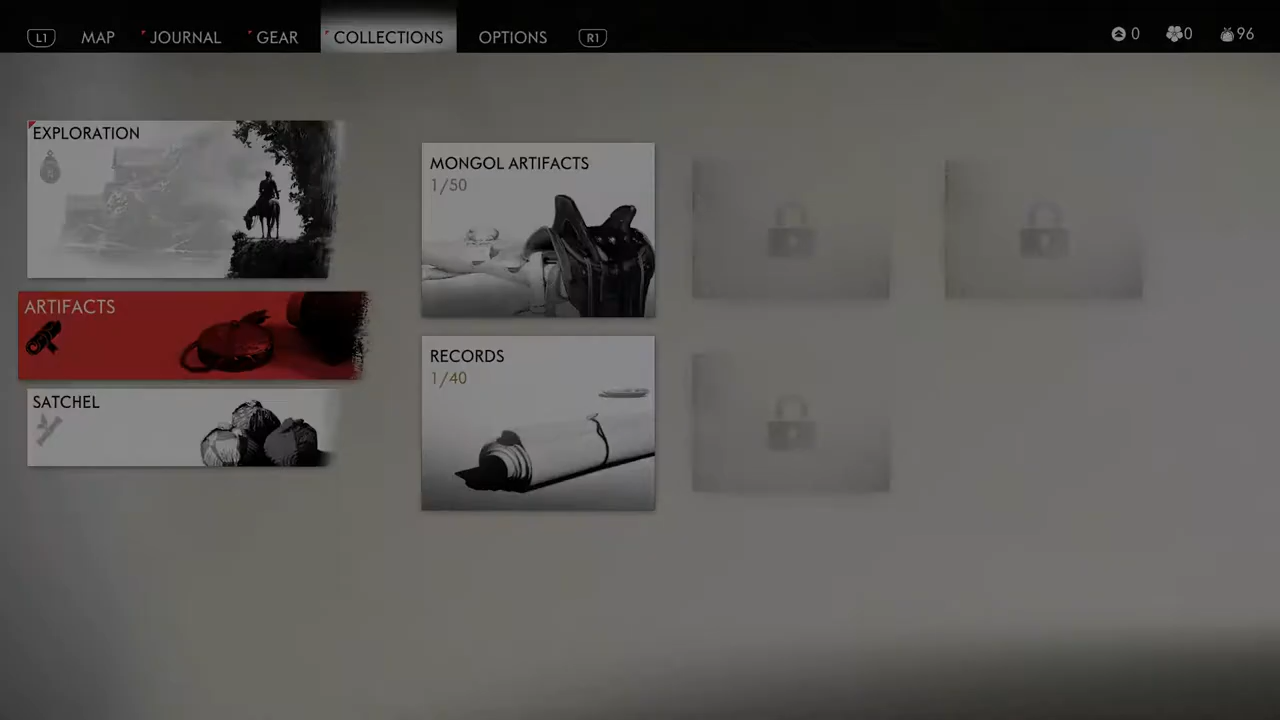 L1 MAP JOURNAL GEAR COLLECTIONS OPTIONS R1 0 0 96
EXPLORATION
MONGOL ARTIFACTS
1/50
ARTIFACTS
RECORDS
1/40
SATCHEL